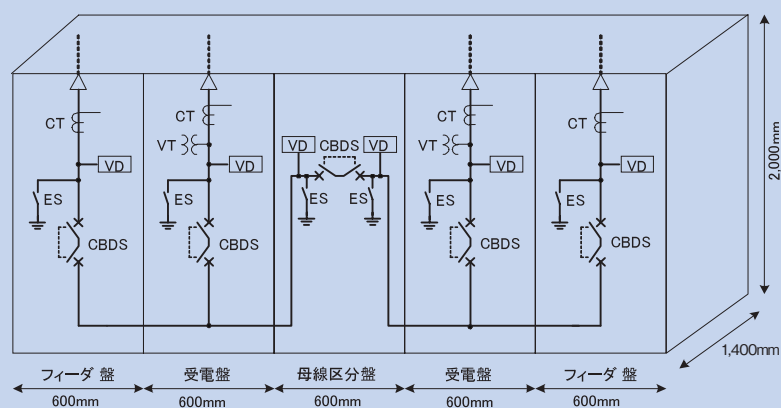 CT
CT
VT
VD
VD
ES
ES
CBDS
CBDS
VD
CBDS
VD
ES
ES
CT
VT
CT
VD
VD
ES
ES
CBDS
CBDS
2,000mm
1,400mm
フィーダ 盤
受電盤
母線区分盤
受電盤
フィーダ 盤
600mm
600mm
600mm
600mm
600mm